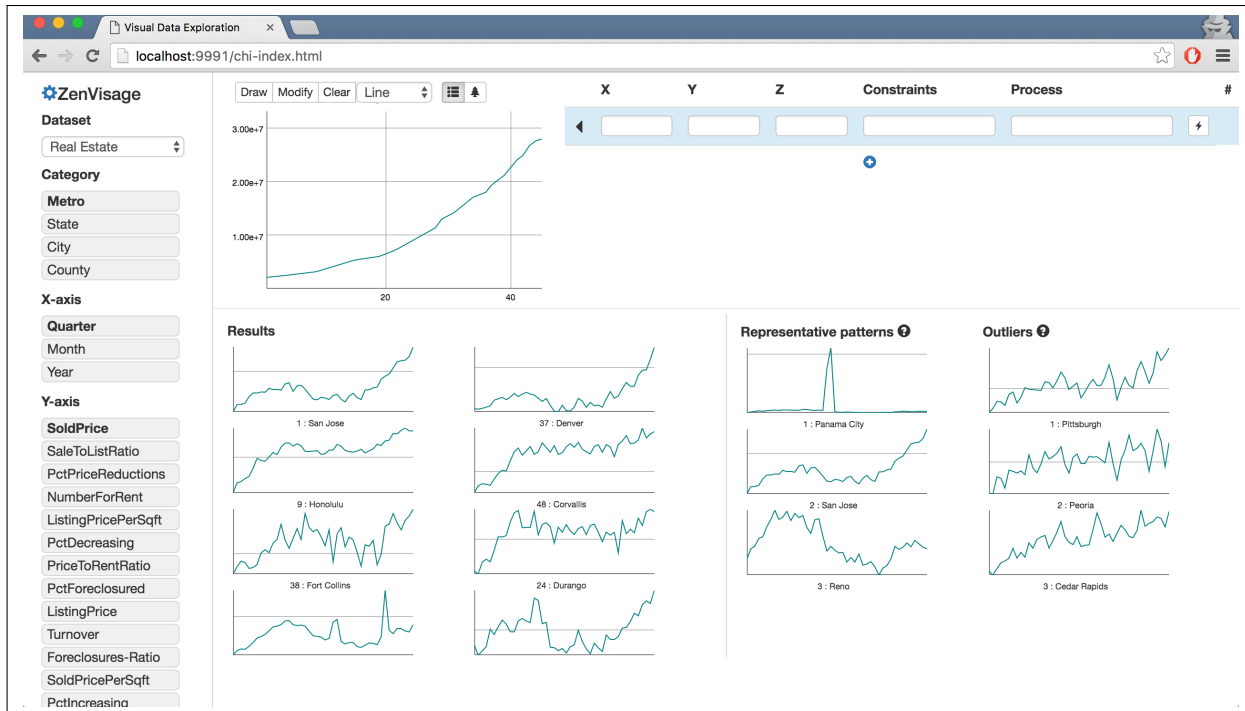 Visual Data Exploration ×
localhost:9991/chi-index.html
ZenVisage
Dataset
Real Estate
Category
Metro
State
City
County
X-axis
Quarter
Month
Year
Y-axis
SoldPrice
SaleToListRatio
PctPriceReductions
NumberForRent
ListingPricePerSqft
PctDecreasing
PriceToRentRatio
PctForeclosured
ListingPrice
Turnover
Foreclosures-Ratio
SoldPricePerSqft
PctIncreasing
Draw Modify Clear Line
3.00e+7
2.00e+7
1.00e+7
20 40
X Y Z Constraints Process #
Results
1 : San Jose 37 : Denver
9 : Honolulu 48 : Corvallis
38 : Fort Collins 24 : Durango
Representative patterns ?
1 : Panama City
2 : San Jose
3 : Reno
Outliers ?
1 : Pittsburgh
2 : Peoria
3 : Cedar Rapids